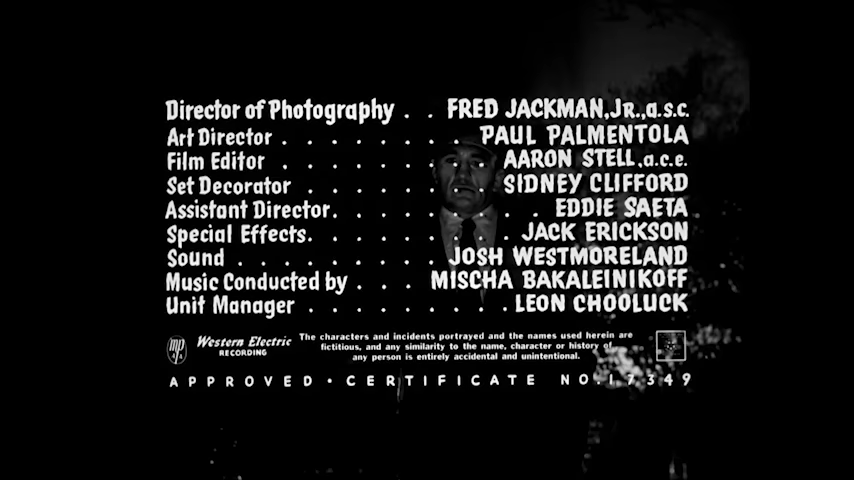 Director of Photography . . FRED JACKMAN, JR., a.s.c.
Art Director . . . . . . . . PAUL PALMENTOLA
Film Editor . . . . . . . . . AARON STELL, a.c.e.
Set Decorator . . . . . . . . SIDNEY CLIFFORD
Assistant Director . . . . . . . . . EDDIE SAETA
Special Effects . . . . . . . . . JACK ERICKSON
Sound . . . . . . . . . JOSH WESTMORELAND
Music Conducted by . . . MISCHA BAKALEINIKOFF
Unit Manager . . . . . . . . . LEON CHOOLUCK
Western Electric
RECORDING
The characters and incidents portrayed and the names used herein are
fictitious, and any similarity to the name, character or history of
any person is entirely accidental and unintentional.
APPROVED · CERTIFICATE NO. 17349